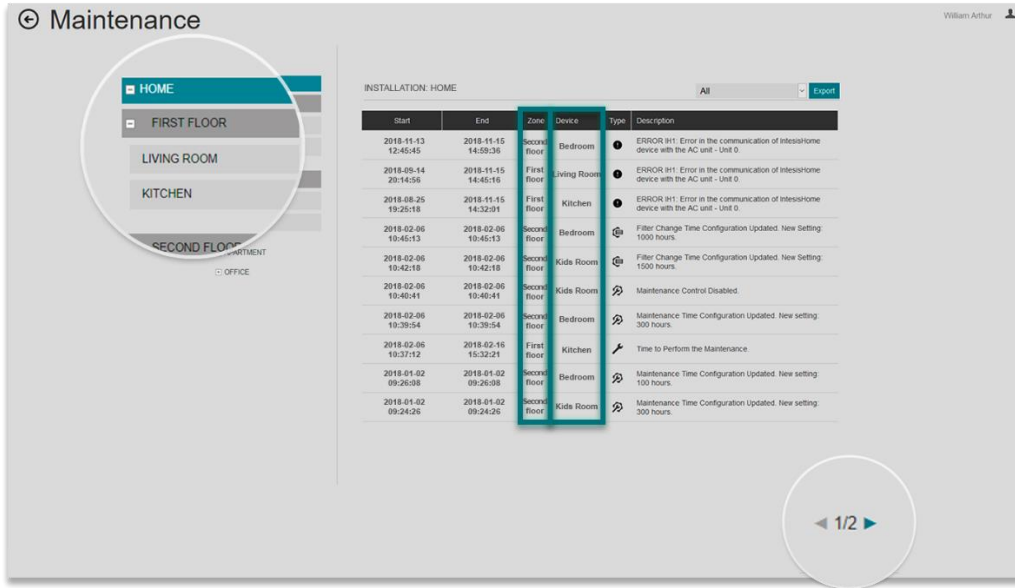 Maintenance
William Arthur
HOME
FIRST FLOOR
LIVING ROOM
KITCHEN
SECOND FLOOR
OFFICE
INSTALLATION: HOME
All
Export
Start End Zone Device Type Description
2018-11-13 2018-11-15 Second Bedroom ERROR IH1: Error in the communication of IntesisHome
12:45:45 14:59:36 floor device with the AC unit - Unit 0.
2018-09-14 2018-11-15 First Living Room ERROR IH1: Error in the communication of IntesisHome
20:14:56 14:45:16 floor device with the AC unit - Unit 0.
2018-08-25 2018-11-15 First Kitchen ERROR IH1: Error in the communication of IntesisHome
19:25:18 14:32:01 floor device with the AC unit - Unit 0.
2018-02-06 2018-02-06 Second Bedroom Filter Change Time Configuration Updated. New Setting:
10:45:13 10:45:13 floor 1000 hours.
2018-02-06 2018-02-06 Second Kids Room Filter Change Time Configuration Updated. New Setting:
10:42:18 10:42:18 floor 1500 hours.
2018-02-06 2018-02-06 Second Kids Room Maintenance Control Disabled.
10:40:41 10:40:41 floor
2018-02-06 2018-02-06 Second Bedroom Maintenance Time Configuration Updated. New setting:
10:39:54 10:39:54 floor 300 hours.
2018-02-06 2018-02-16 First Kitchen Time to Perform the Maintenance.
10:37:12 15:32:21 floor
2018-01-02 2018-01-02 Second Bedroom Maintenance Time Configuration Updated. New setting:
09:26:08 09:26:08 floor 100 hours.
2018-01-02 2018-01-02 Second Kids Room Maintenance Time Configuration Updated. New setting:
09:24:26 09:24:26 floor 300 hours.
1/2